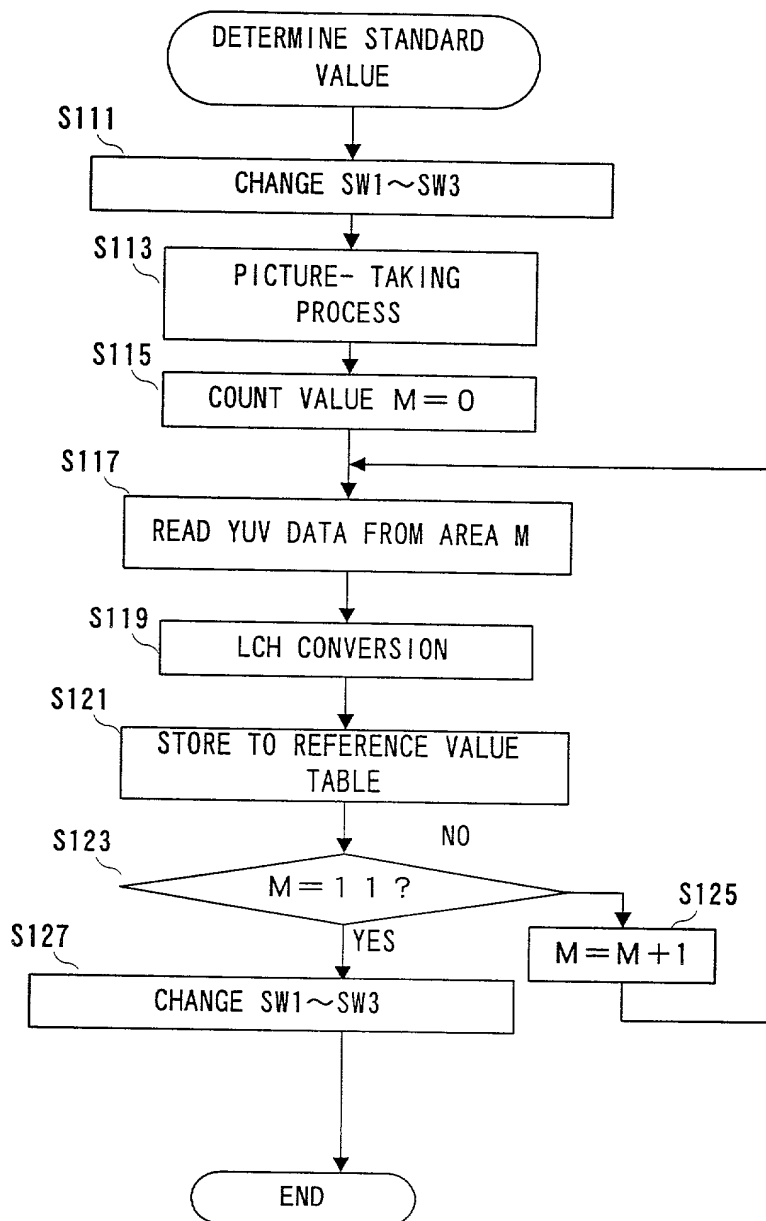 DETERMINE STANDARD
VALUE
S111
CHANGE SW1～SW3
S113
PICTURE- TAKING
PROCESS
S115
COUNT VALUE M=0
S117
READ YUV DATA FROM AREA M
S119
LCH CONVERSION
S121
STORE TO REFERENCE VALUE
TABLE
S123
NO
M=11?
S125
M=M+1
YES
S127
CHANGE SW1～SW3
END